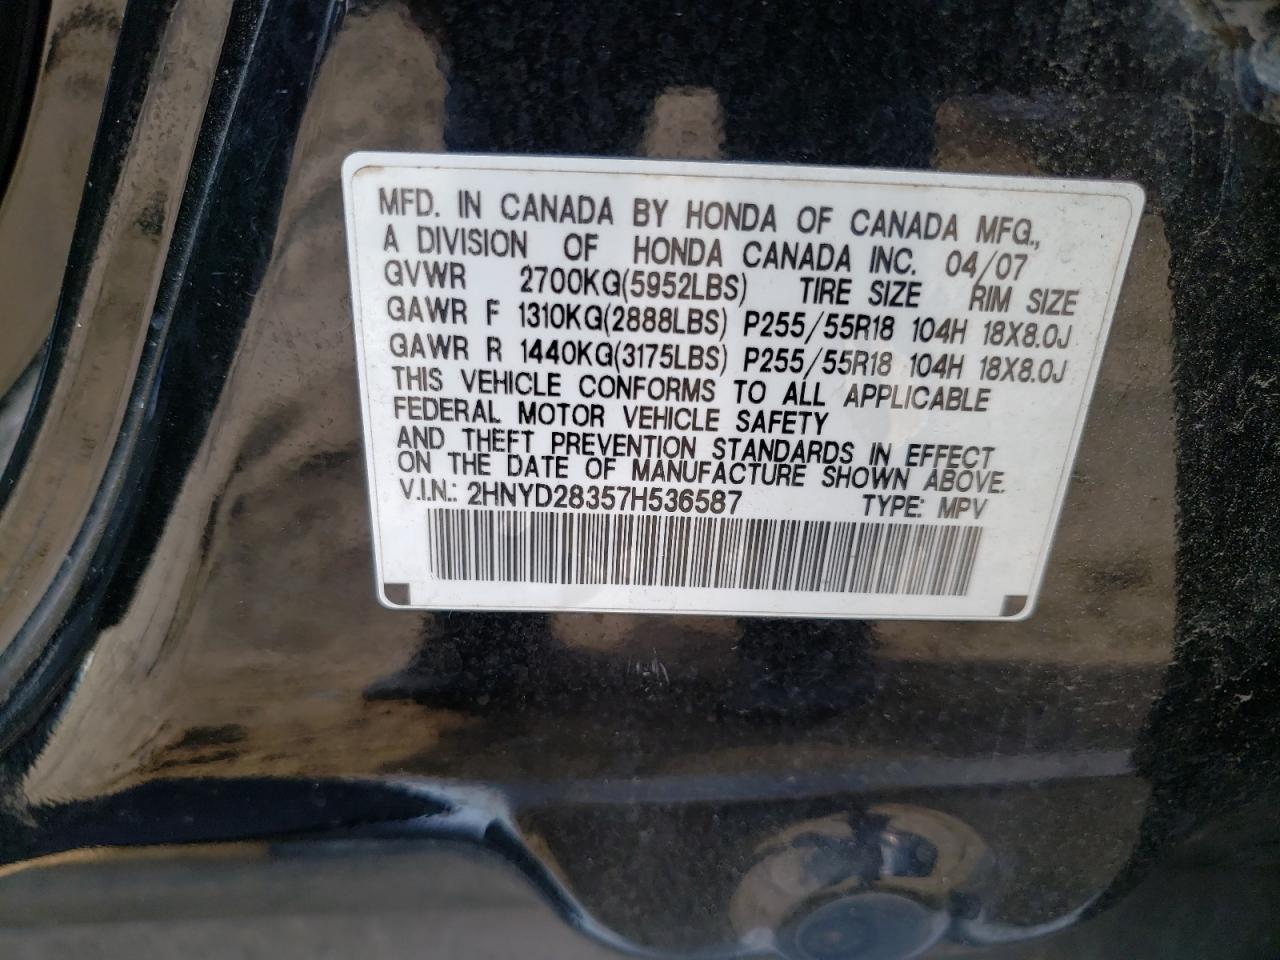 MFD. IN CANADA BY HONDA OF CANADA MFG.,
A DIVISION OF HONDA CANADA INC. 04/07
GVWR 2700KG(5952LBS) TIRE SIZE RIM SIZE
GAWR F 1310KG(2888LBS) P255/55R18 104H 18X8.0J
GAWR R 1440KG(3175LBS) P255/55R18 104H 18X8.0J
THIS VEHICLE CONFORMS TO ALL APPLICABLE
FEDERAL MOTOR VEHICLE SAFETY
AND THEFT PREVENTION STANDARDS IN EFFECT
ON THE DATE OF MANUFACTURE SHOWN ABOVE.
V.I.N.: 2HNYD28357H536587 TYPE: MPV